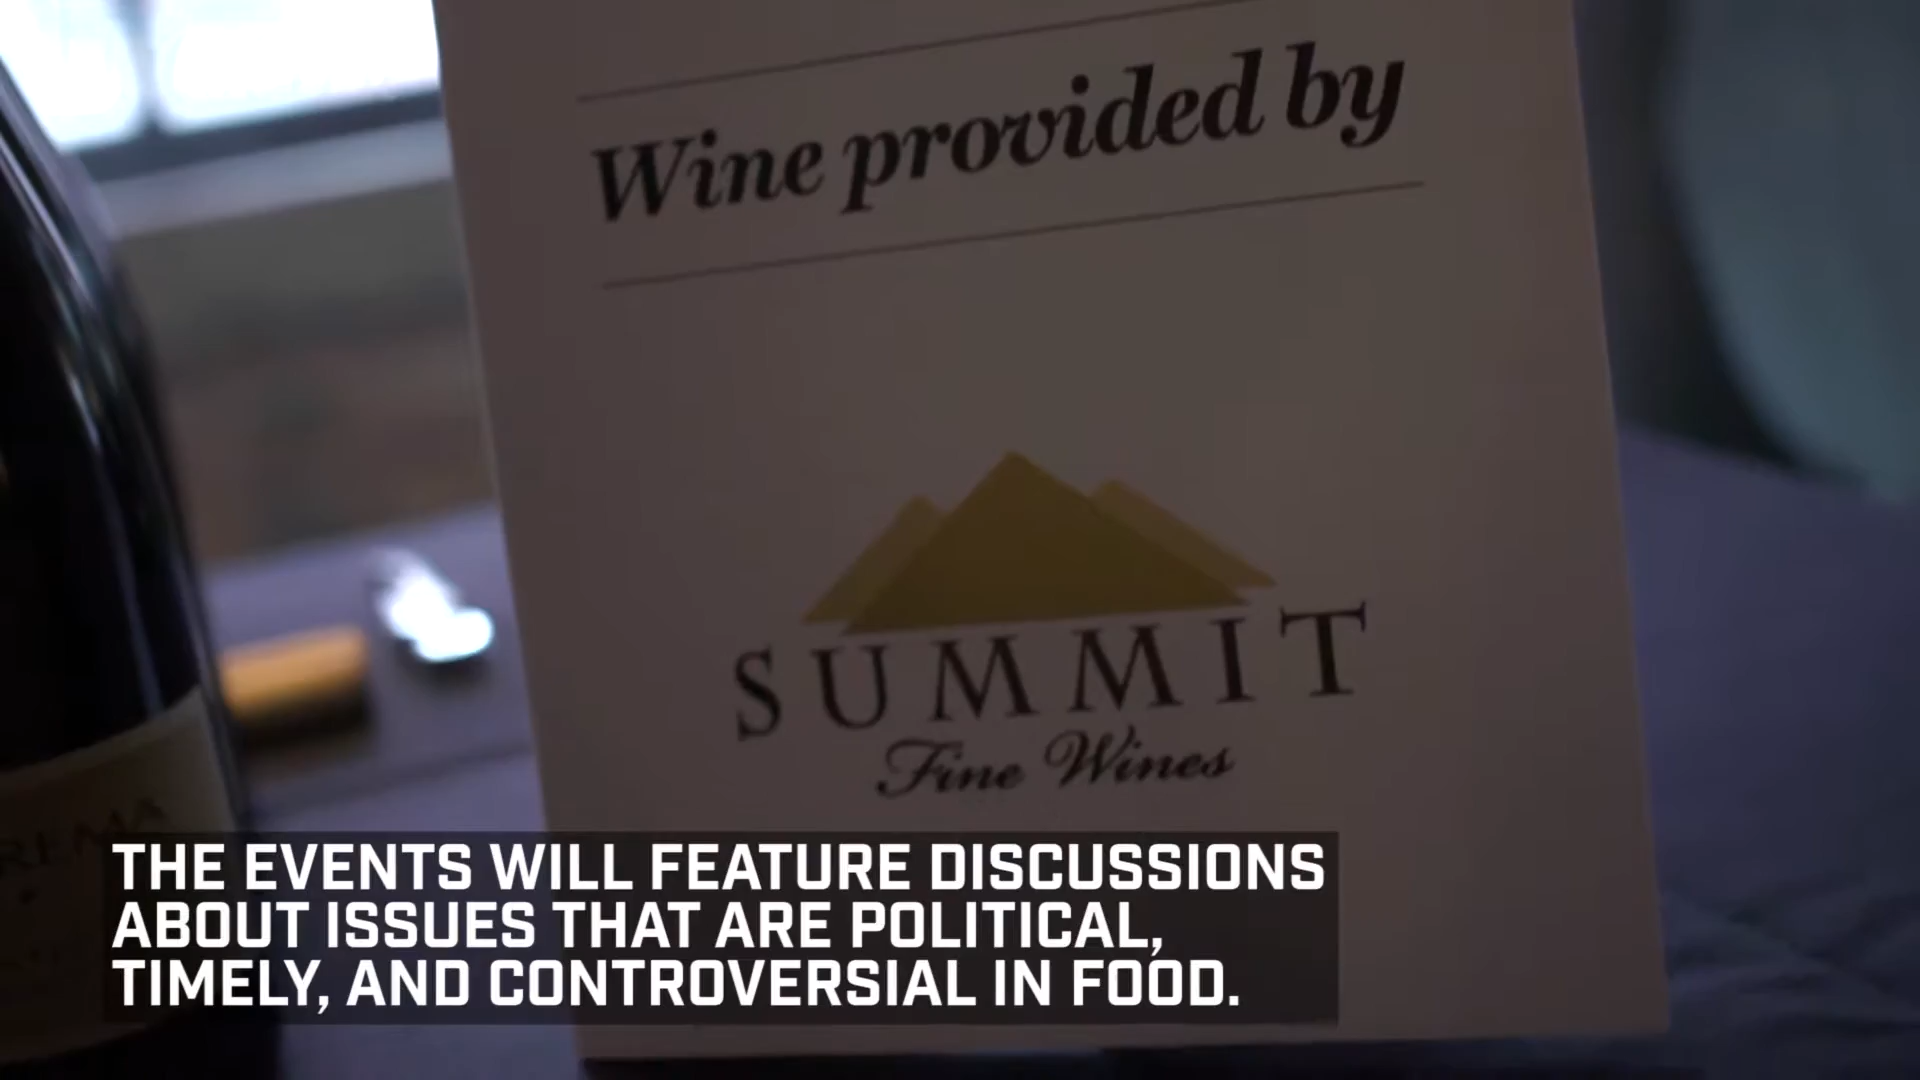 Wine provided by
SUMMIT
Fine Wines
THE EVENTS WILL FEATURE DISCUSSIONS
ABOUT ISSUES THAT ARE POLITICAL,
TIMELY, AND CONTROVERSIAL IN FOOD.